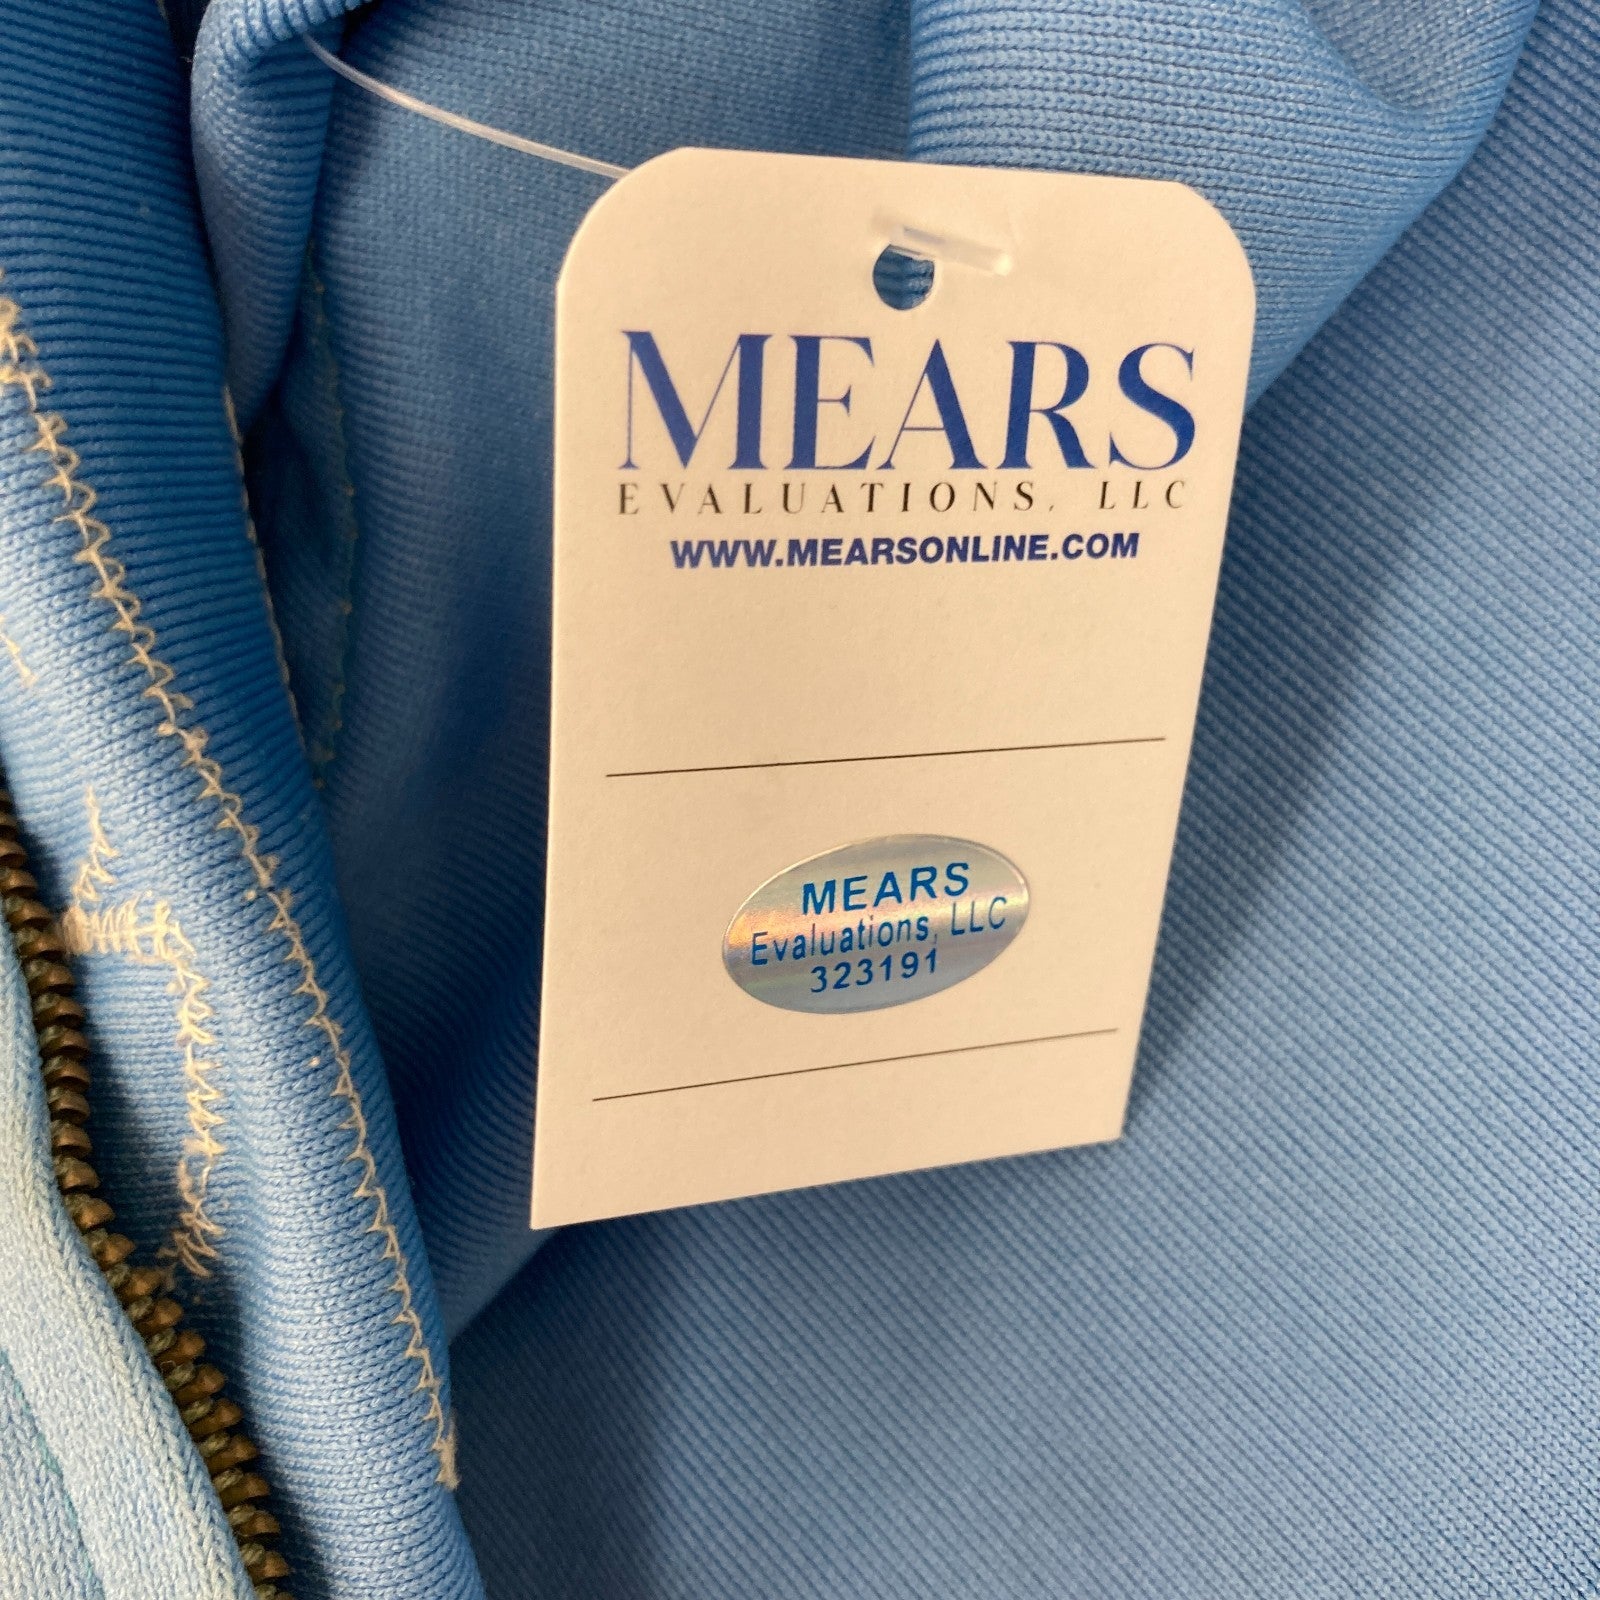 MEARS
EVALUATIONS, LLC
WWW.MEARSONLINE.COM
MEARS
Evaluations, LLC
323191